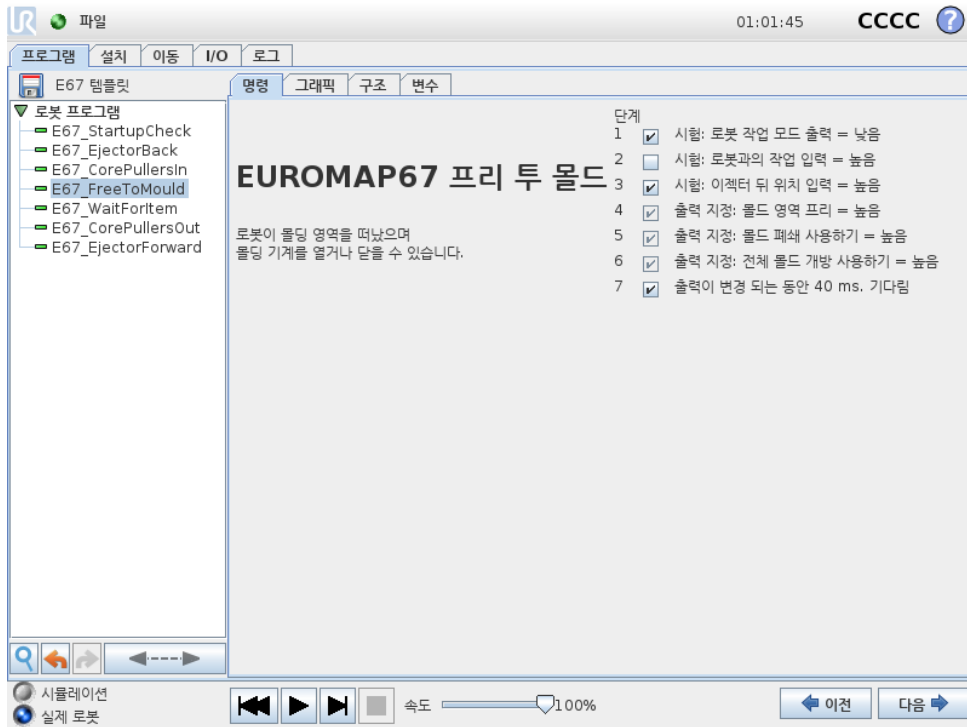 UR 파일 01:01:45 CCCC ?
프로그램 설치 이동 I/O 로그
E67 템플릿
명령 그래픽 구조 변수
로봇 프로그램
E67_StartupCheck
E67_EjectorBack
E67_CorePullersIn
E67_FreeToMould
E67_WaitForItem
E67_CorePullersOut
E67_EjectorForward
EUROMAP67 프리 투 몰드
로봇이 몰딩 영역을 떠났으며
몰딩 기계를 열거나 닫을 수 있습니다.
단계
1 시험: 로봇 작업 모드 출력 = 낮음
2 시험: 로봇과의 작업 입력 = 높음
3 시험: 이젝터 뒤 위치 입력 = 높음
4 출력 지정: 몰드 영역 프리 = 높음
5 출력 지정: 몰드 폐쇄 사용하기 = 높음
6 출력 지정: 전체 몰드 개방 사용하기 = 높음
7 출력이 변경 되는 동안 40 ms. 기다림
시뮬레이션
실제 로봇
속도 100%
이전 다음